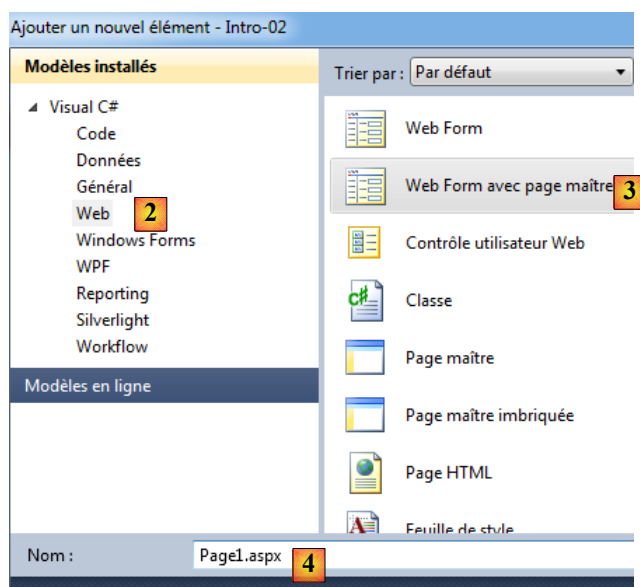 Ajouter un nouvel élément - Intro-02
Modèles installés
Trier par : Par défaut
Visual C#
Code
Données
Général
Web 2
Windows Forms
WPF
Reporting
Silverlight
Workflow
Modèles en ligne
Web Form
Web Form avec page maître 3
Contrôle utilisateur Web
C# Classe
Page maître
Page maître imbriquée
Page HTML
A Feuille de style
Nom : Page1.aspx 4